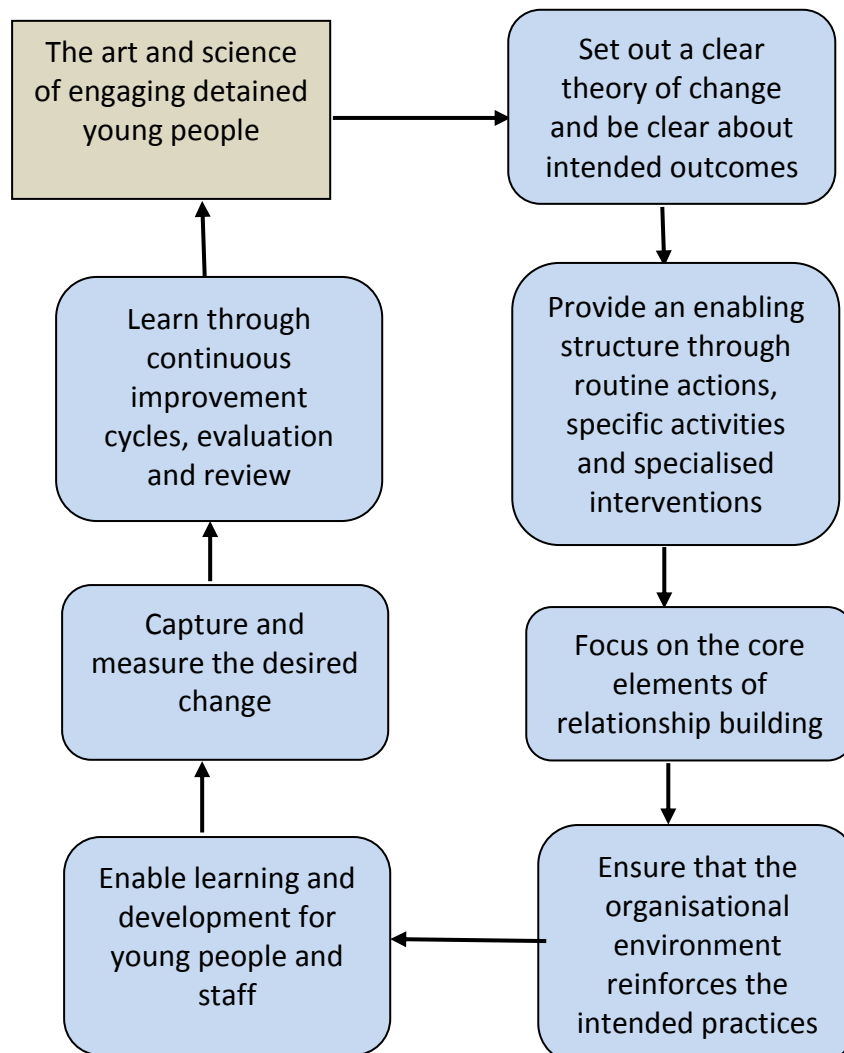 The art and science
of engaging detained
young people
Set out a clear
theory of change
and be clear about
intended outcomes
Provide an enabling
structure through
routine actions,
specific activities
and specialised
interventions
Focus on the core
elements of
relationship building
Ensure that the
organisational
environment
reinforces the
intended practices
Enable learning and
development for
young people and
staff
Capture and
measure the desired
change
Learn through
continuous
improvement
cycles, evaluation
and review